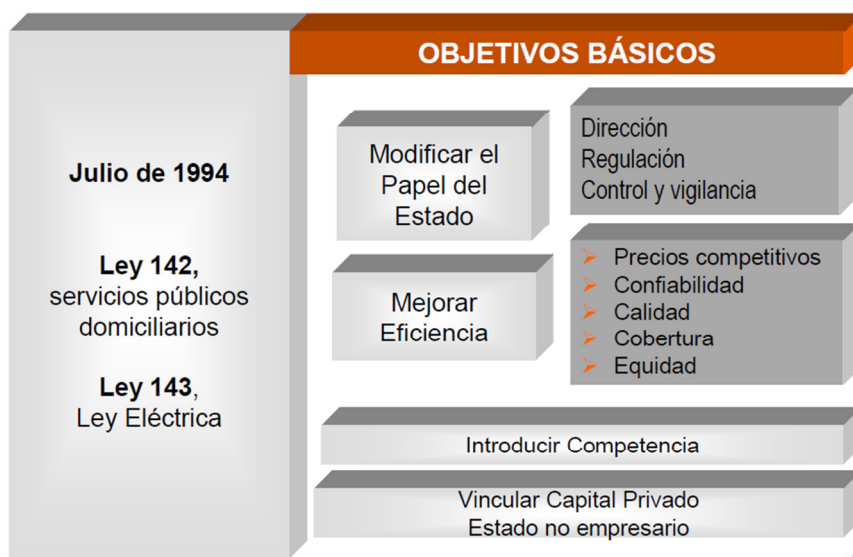 OBJETIVOS BÁSICOS
Julio de 1994
Ley 142,
servicios públicos
domiciliarios
Ley 143,
Ley Eléctrica
Modificar el
Papel del
Estado
Dirección
Regulación
Control y vigilancia
Mejorar
Eficiencia
Precios competitivos
Confiabilidad
Calidad
Cobertura
Equidad
Introducir Competencia
Vincular Capital Privado
Estado no empresario